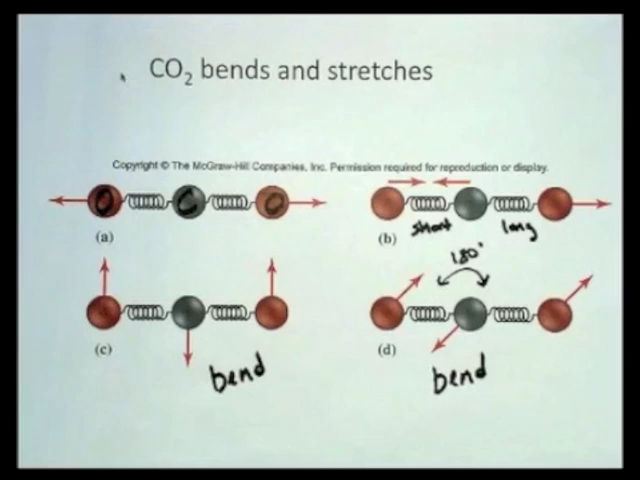 CO₂ bends and stretches
Copyright © The McGraw-Hill Companies, Inc. Permission required for reproduction or display.
O C O
(a)
short long
(b)
180°
(c)
bend
(d)
bend